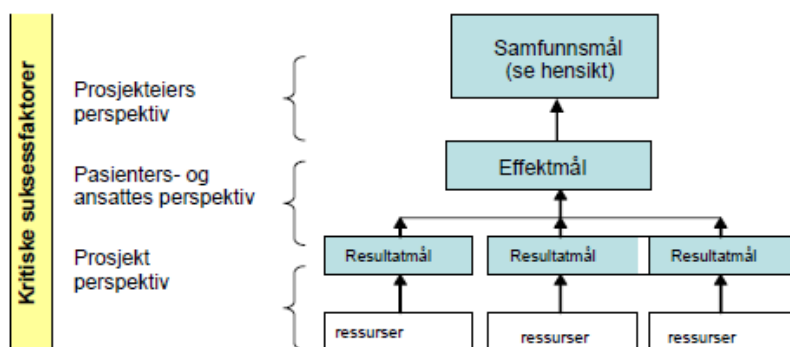 Kritiske suksessfaktorer
Prosjekteiers
perspektiv
Pasienters- og
ansattes perspektiv
Prosjekt
perspektiv
Samfunnsmål
(se hensikt)
Effektmål
Resultatmål
Resultatmål
Resultatmål
ressurser
ressurser
ressurser